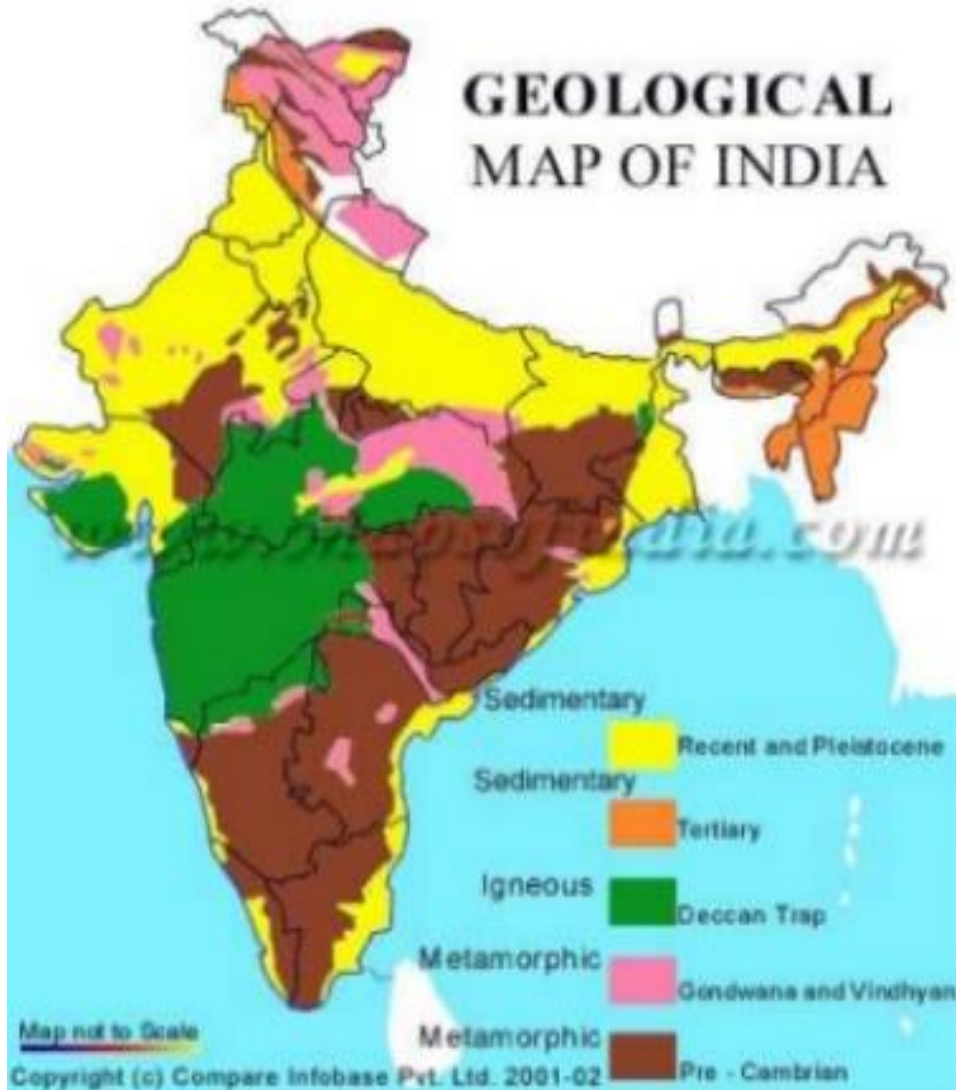 GEOLOGICAL
MAP OF INDIA
Sedimentary
Recent and Pleistocene
Sedimentary
Tertiary
Igneous
Deccan Trap
Metamorphic
Gondwana and Vindhyan
Metamorphic
Pre - Cambrian
Map not to Scale
Copyright (c) Compare Infobase Pvt. Ltd. 2001-02